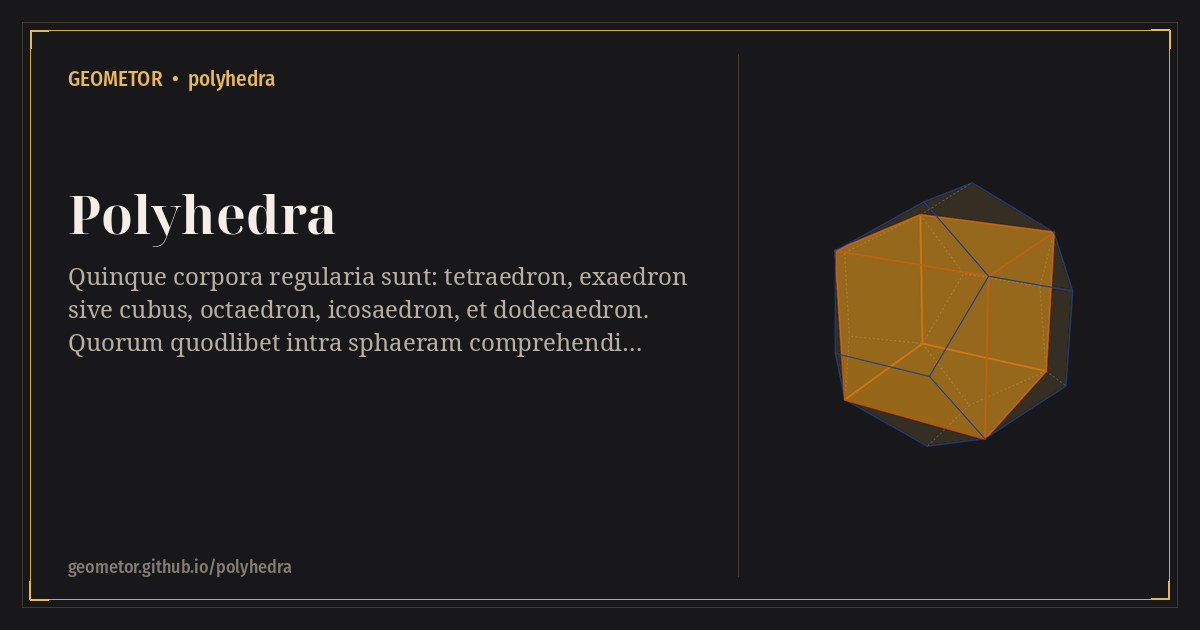 GEOMETOR • polyhedra
Polyhedra
Quinque corpora regularia sunt: tetraedron, exaedron
sive cubus, octaedron, icosaedron, et dodecaedron.
Quorum quodlibet intra sphaeram comprehendi...
geometor.github.io/polyhedra